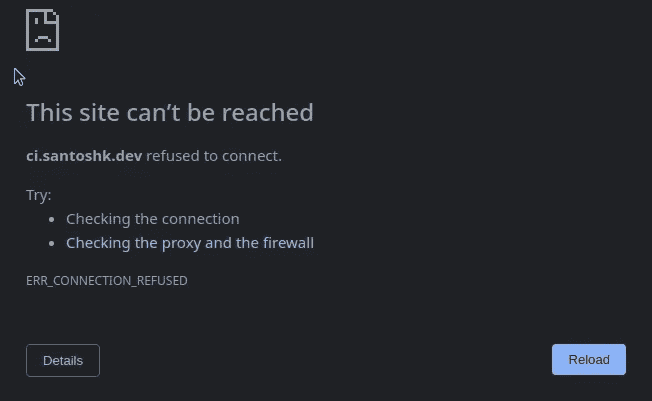 This site can’t be reached
ci.santoshk.dev refused to connect.
Try:
• Checking the connection
• Checking the proxy and the firewall
ERR_CONNECTION_REFUSED
Details
Reload